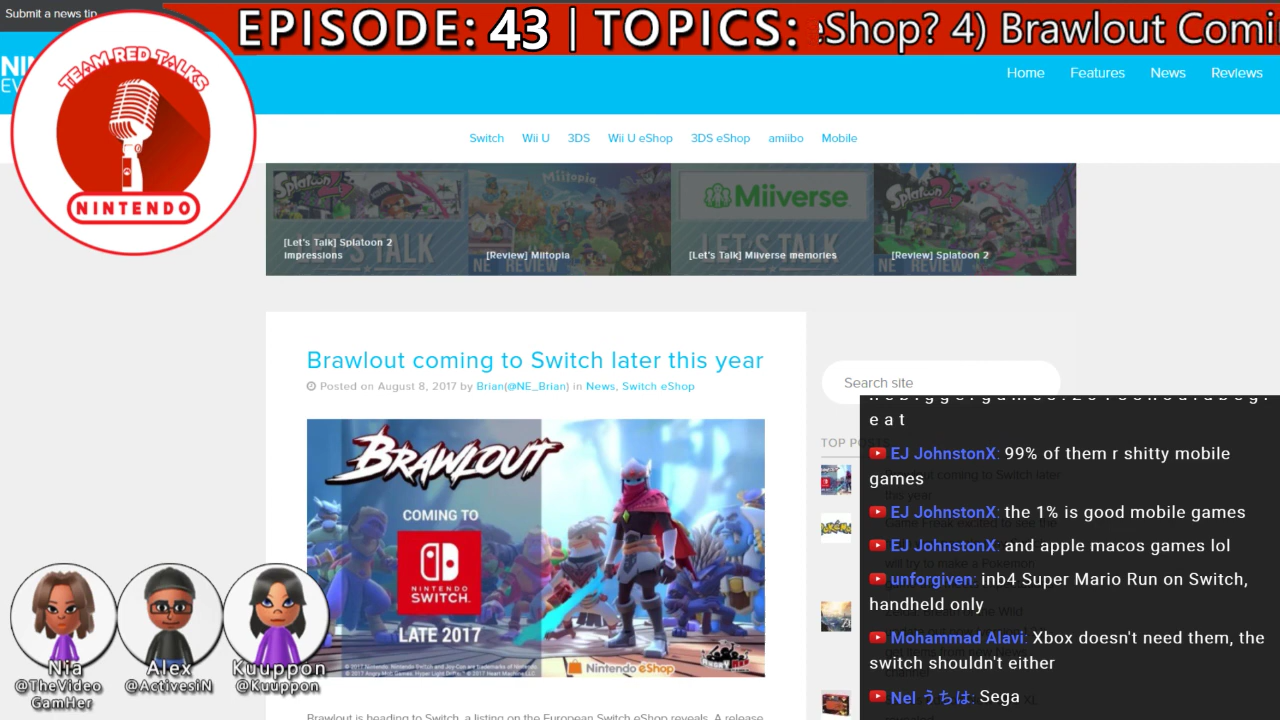 Submit a news tip
EPISODE: 43 | TOPICS: eShop? 4) Brawlout Comi
TEAM RED TALKS
NINTENDO
Home Features News Reviews
Switch Wii U 3DS Wii U eShop 3DS eShop amiibo Mobile
Splatoon 2
Miitopia
Miiverse
[Let's Talk] Splatoon 2
Impressions
[Review] Miitopia
[Let's Talk] Miiverse memories
[Review] Splatoon 2
Brawlout coming to Switch later this year
Posted on August 8, 2017 by Brian(@NE_Brian) in News, Switch eShop
BRAWLOUT
COMING TO
NINTENDO
SWITCH
LATE 2017
Nintendo eShop
ANGRY MOB
Brawlout is heading to Switch, a listing on the European Switch eShop reveals. A release
Search site
TOP POSTS
e a t
EJ JohnstonX: 99% of them r shitty mobile
games
EJ JohnstonX: the 1% is good mobile games
EJ JohnstonX: and apple macos games lol
unforgiven: inb4 Super Mario Run on Switch,
handheld only
Mohammad Alavi: Xbox doesn't need them, the
switch shouldn't either
Nel うちは: Sega
Nia
@TheVideo
GamHer
Alex
@ActivesiN
Kuuppon
@Kuuppon